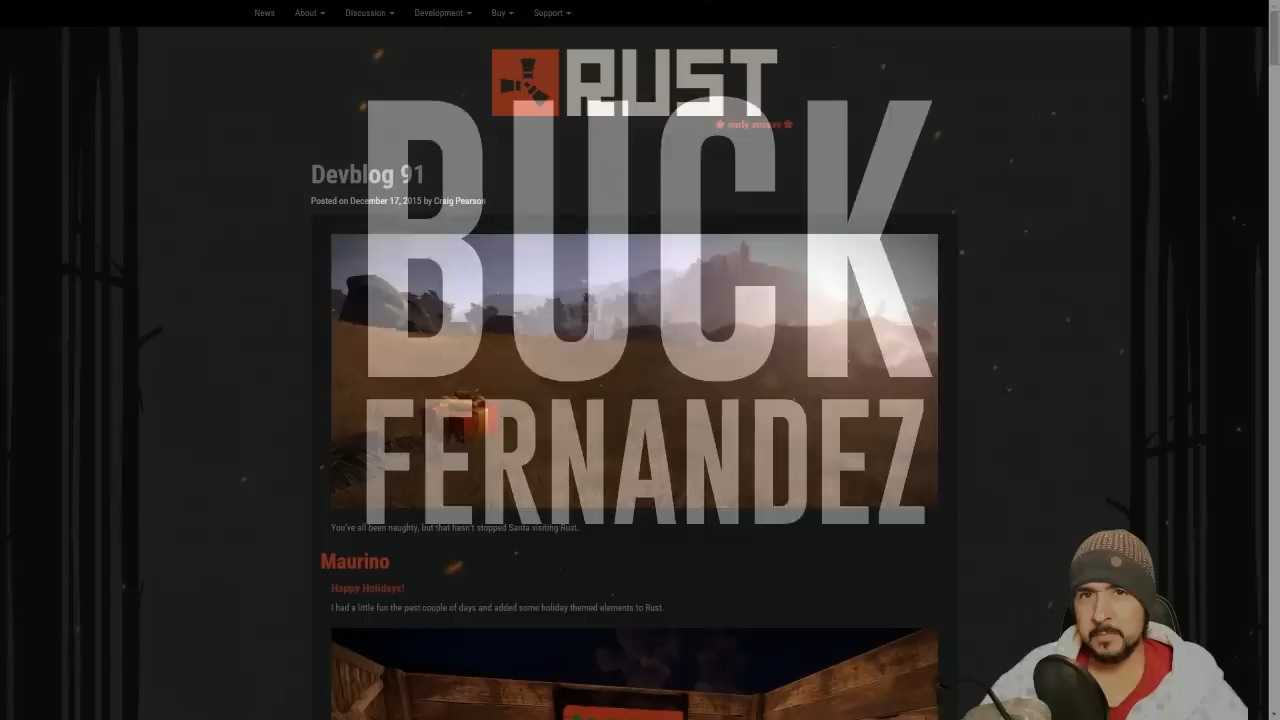 News About Discussion Development Buy Support
RUST
early access
BUCK
Devblog 91
Posted on December 17, 2015 by Craig Pearson
FERNANDEZ
You've all been naughty, but that hasn't stopped Santa visiting Rust.
Maurino
Happy Holidays!
I had a little fun the past couple of days and added some holiday themed elements to Rust.